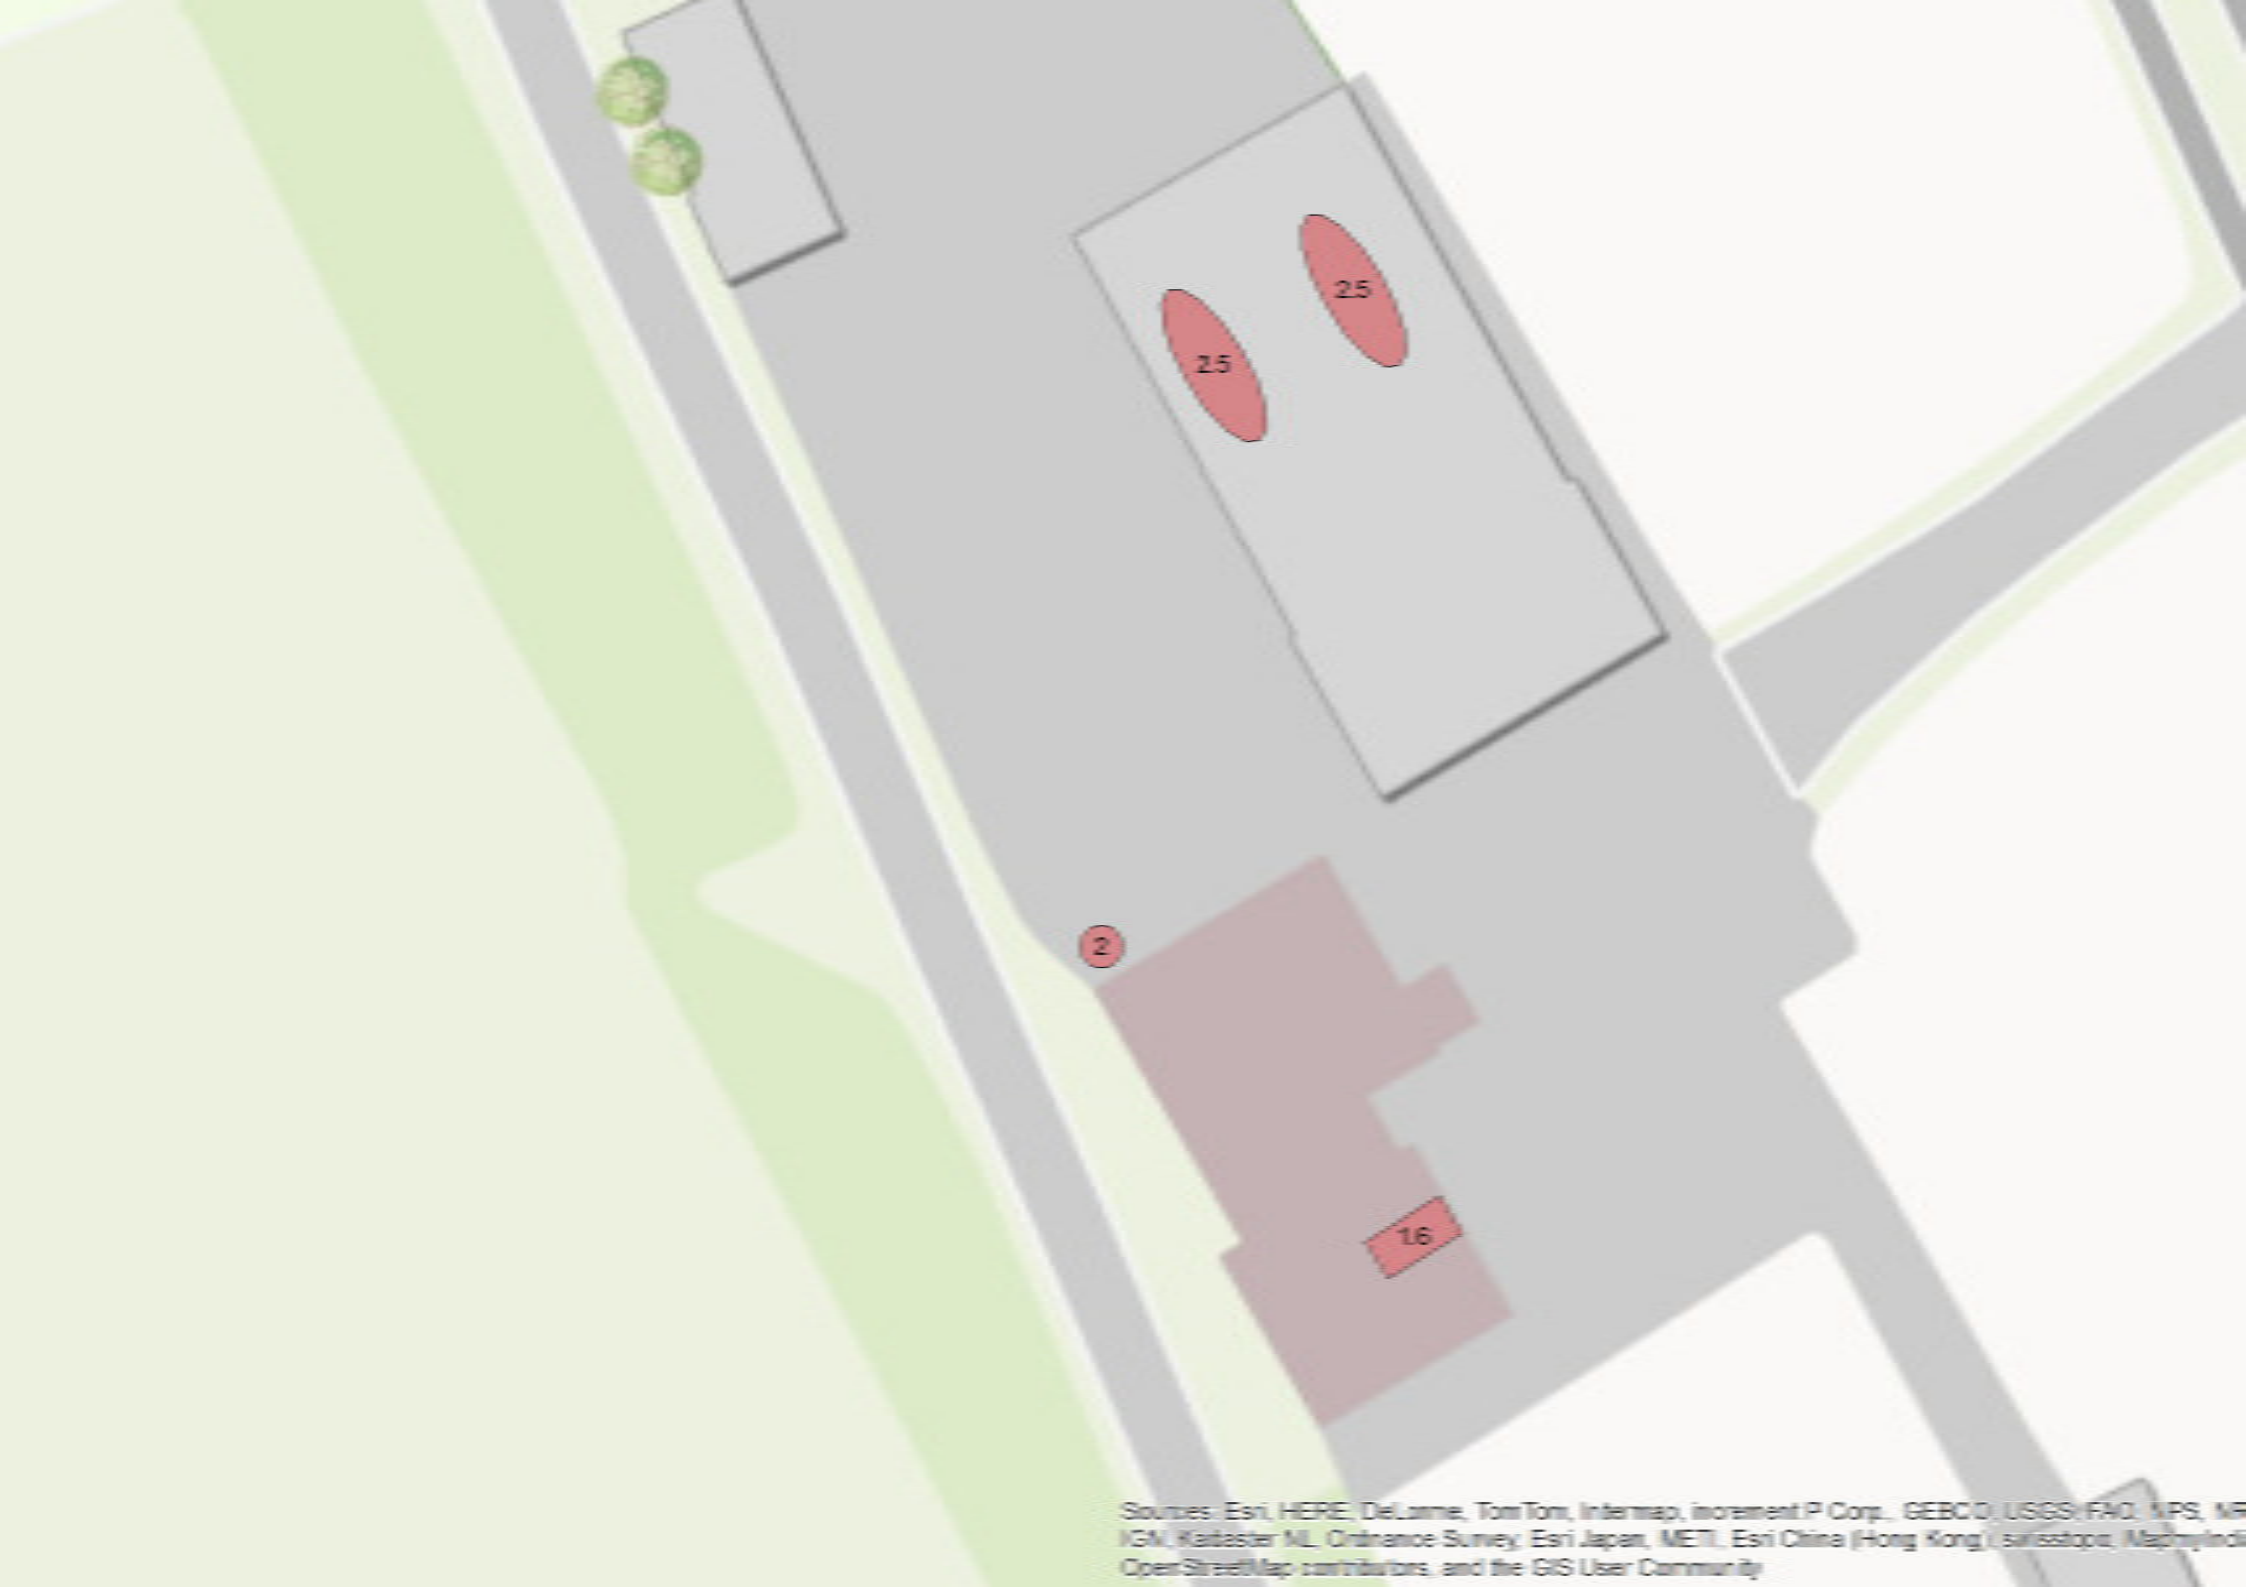 2.5
2.5
2
1.6
Sources: Esri, HERE, DeLorme, TomTom, Intermap, increment P Corp., GEBCO, USGS, FAO, NPS,
IGN, Kadaster NL, Ordnance Survey, Esri Japan, METI, Esri China (Hong Kong), swisstopo,
OpenStreetMap contributors, and the GIS User Community